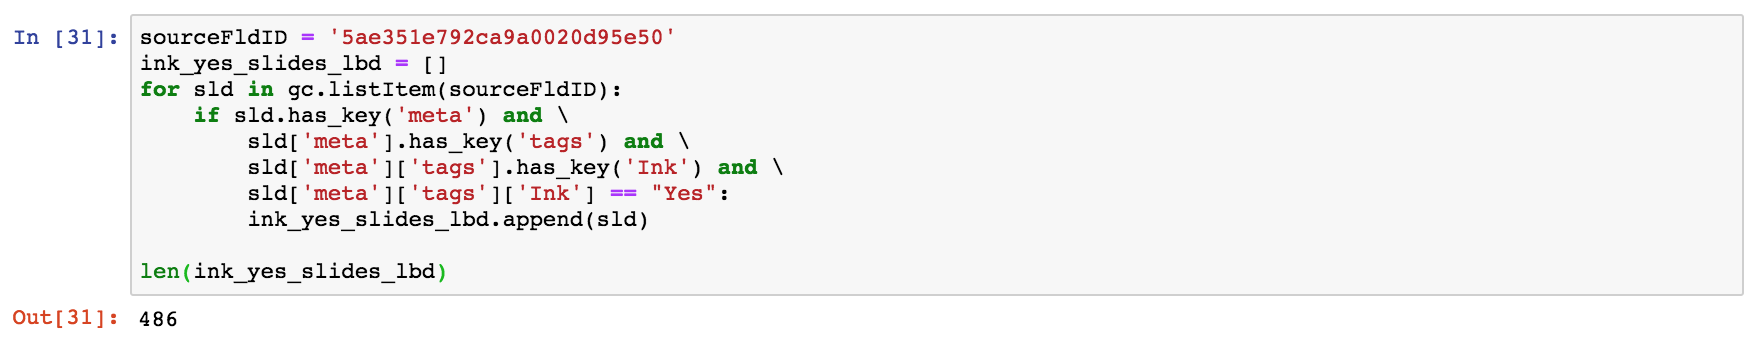 In [31]: sourceFldID = '5ae351e792ca9a0020d95e50'
ink_yes_slides_lbd = []
for sld in gc.listItem(sourceFldID):
    if sld.has_key('meta') and \
        sld['meta'].has_key('tags') and \
        sld['meta']['tags'].has_key('Ink') and \
        sld['meta']['tags']['Ink'] == "Yes":
        ink_yes_slides_lbd.append(sld)
len(ink_yes_slides_lbd)
Out[31]: 486